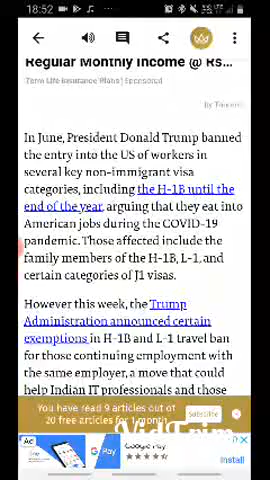 18:52
Regular Monthly Income @ Rs...
Term Life Insurance Plans | Sponsored
by
In June, President Donald Trump banned
the entry into the US of workers in
several key non-immigrant visa
categories, including the H-1B until the
end of the year, arguing that they eat into
American jobs during the COVID-19
pandemic. Those affected include the
family members of the H-1B, L-1, and
certain categories of J1 visas.
However this week, the Trump
Administration announced certain
exemptions in H-1B and L-1 travel ban
for those continuing employment with
the same employer, a move that could
help Indian IT professionals and those
You have read 9 articles out of
20 free articles for 1 month
Subscribe
VidTrim
Ad
Google Pay
G Pay
Install